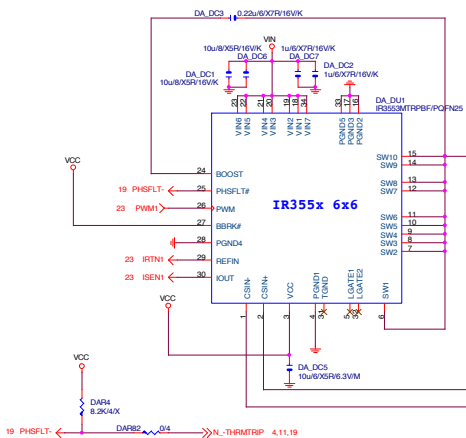 DA_DC3 0.22u/6/X7R/16V/K
VIN
10u/8/X5R/16V/K 1u/6/X7R/16V/K
DA_DC6 DA_DC7
DA_DC1 DA_DC2
10u/8/X5R/16V/K 1u/6/X7R/16V/K
DA_DU1
IR3553MTRPBF/PQFN25
23 22 21 20 19 18 34 33 17 16
VIN6 VIN5 VIN4 VIN3 VIN2 VIN1 VIN7 PGND5 PGND3 PGND2
VCC
SW10 15
SW9 14
24 BOOST
SW8 13
19 PHSFLT- 25 PHSFLT#
SW7 12
23 PWM1 26 PWM
IR355x 6x6
SW6 11
27 BBRK#
SW5 10
SW4 9
28 PGND4
SW3 8
SW2 7
23 IRTN1 29 REFIN
23 ISEN1 30 IOUT
CSIN- CSIN+ VCC PGND1 TGND LGATE1 LGATE2 SW1
1 2 3 4 31 5 32 6
VCC
DA_DC5
10u/6/X5R/6.3V/M
VCC
DAR4
8.2K/4/X
19 PHSFLT- DAR82 0/4 N_-THRMTRIP 4,11,19